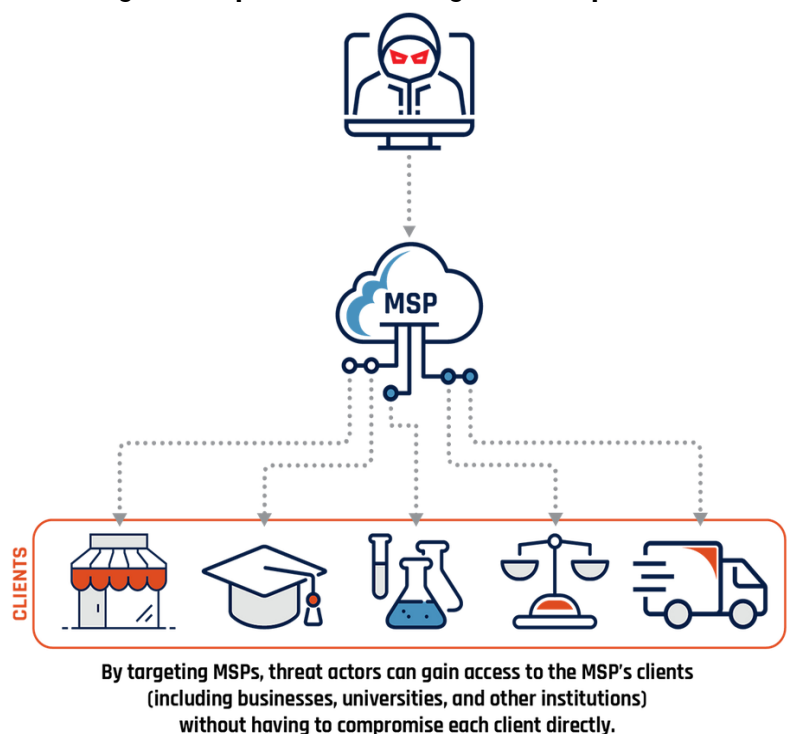 MSP
CLIENTS
By targeting MSPs, threat actors can gain access to the MSP's clients
(including businesses, universities, and other institutions)
without having to compromise each client directly.